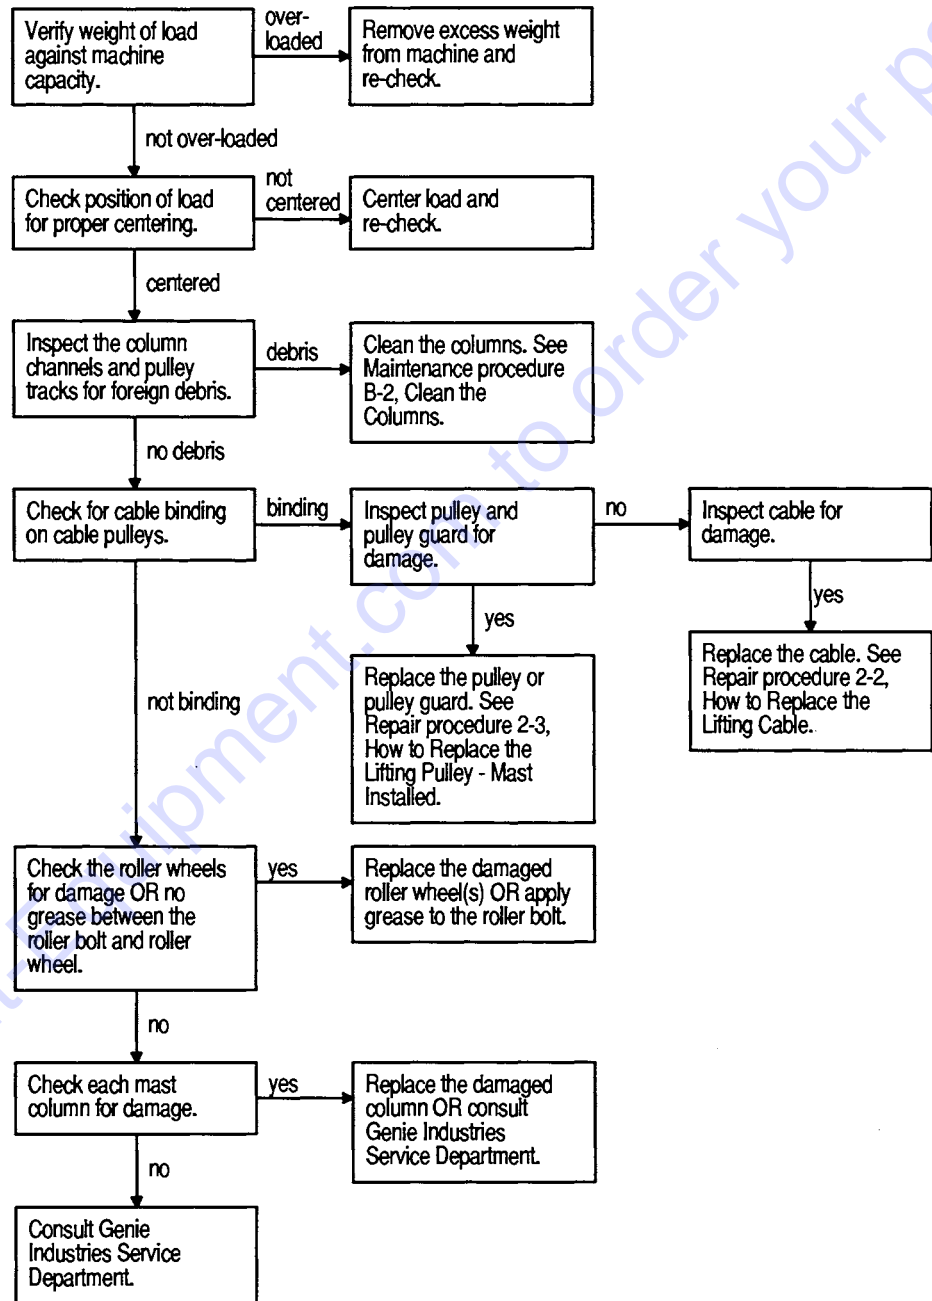 Verify weight of load
against machine
capacity.
over-
loaded
Remove excess weight
from machine and
re-check.
not over-loaded
Check position of load
for proper centering.
not
centered
Center load and
re-check.
centered
Inspect the column
channels and pulley
tracks for foreign debris.
debris
Clean the columns. See
Maintenance procedure
B-2, Clean the
Columns.
no debris
Check for cable binding
on cable pulleys.
binding
Inspect pulley and
pulley guard for
damage.
no
Inspect cable for
damage.
yes
Replace the pulley or
pulley guard. See
Repair procedure 2-3,
How to Replace the
Lifting Pulley - Mast
Installed.
yes
Replace the cable. See
Repair procedure 2-2,
How to Replace the
Lifting Cable.
not binding
Check the roller wheels
for damage OR no
grease between the
roller bolt and roller
wheel.
yes
Replace the damaged
roller wheel(s) OR apply
grease to the roller bolt.
no
Check each mast
column for damage.
yes
Replace the damaged
column OR consult
Genie Industries
Service Department.
no
Consult Genie
Industries Service
Department.
-Equipment.com to order your